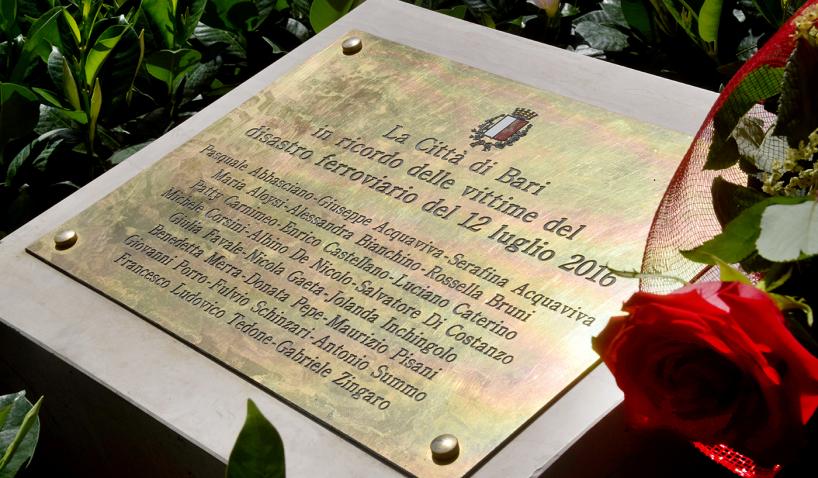 La Città di Bari
in ricordo delle vittime del
disastro ferroviario del 12 luglio 2016
Pasquale Abbasciano-Giuseppe Acquaviva-Serafina Acquaviva
Maria Aloysi-Alessandra Bianchino-Rossella Bruni
Patty Carnimeo-Enrico Castellano-Luciano Caterino
Michele Corsini-Albino De Nicolo-Salvatore Di Costanzo
Giulia Favale-Nicola Gaeta-Jolanda Inchingolo
Benedetta Merra-Donata Pepe-Maurizio Pisani
Giovanni Porro-Fulvio Schinzari-Antonio Summo
Francesco Ludovico Tedone-Gabriele Zingaro